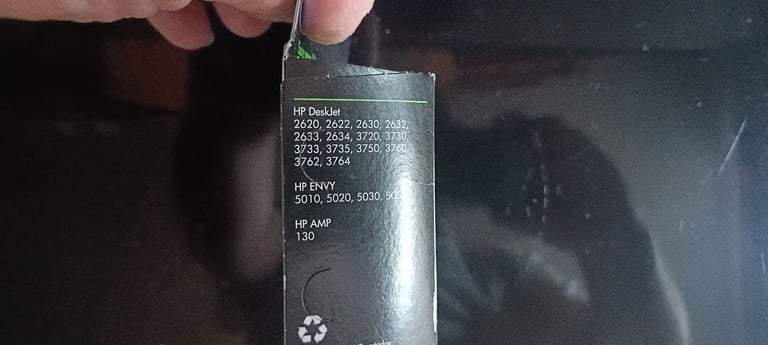 HP DeskJet
2620, 2622, 2630, 2632,
2633, 2634, 3720, 3730,
3733, 3735, 3750, 3760,
3762, 3764
HP ENVY
5010, 5020, 5030,
HP AMP
130